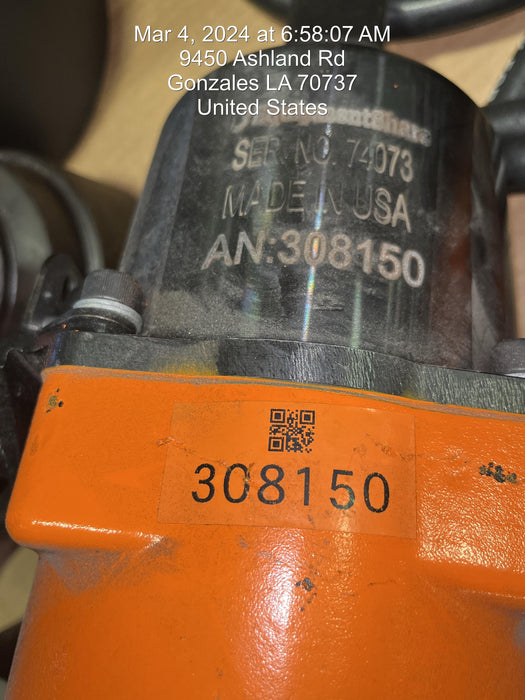 Mar 4, 2024 at 6:58:07 AM
9450 Ashland Rd
Gonzales LA 70737
United States
SER. NO. 74073
MADE IN USA
AN:308150
308150